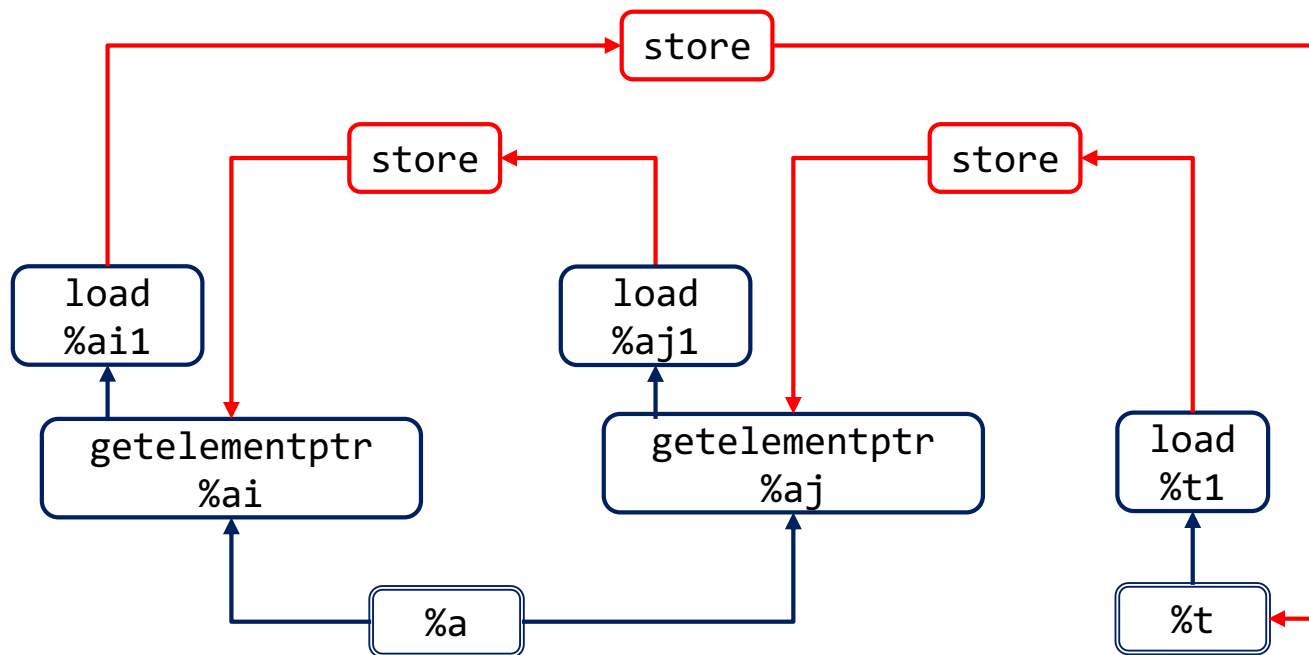 store
store
store
load
%ai1
load
%aj1
getelementptr
%ai
getelementptr
%aj
load
%t1
%a
%t